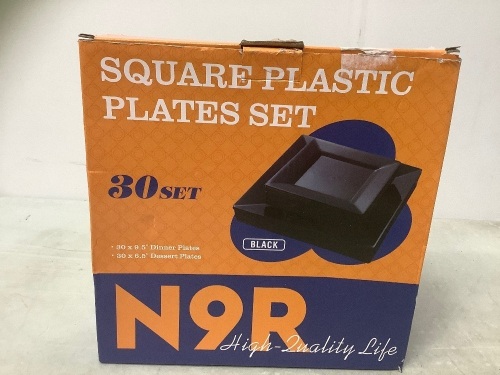 SQUARE PLASTIC
PLATES SET
30 SET
• 30 x 9.5" Dinner Plates
• 30 x 6.5" Dessert Plates
BLACK
N9R
High-Quality Life